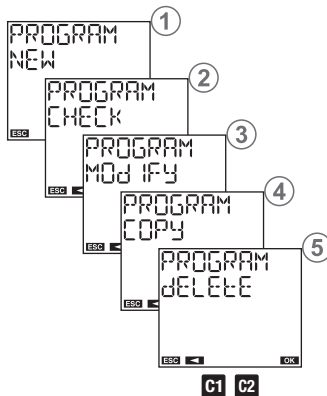 1
PROGRAM
NEW
ESC
2
PROGRAM
CHECK
ESC
3
PROGRAM
MOdIFY
ESC
4
PROGRAM
COPY
ESC
5
PROGRAM
dELEtE
ESC OK
C1 C2